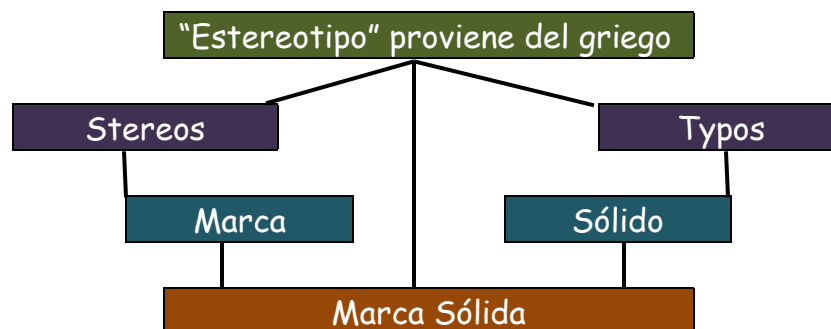 “Estereotipo” proviene del griego
Stereos
Typos
Marca
Sólido
Marca Sólida